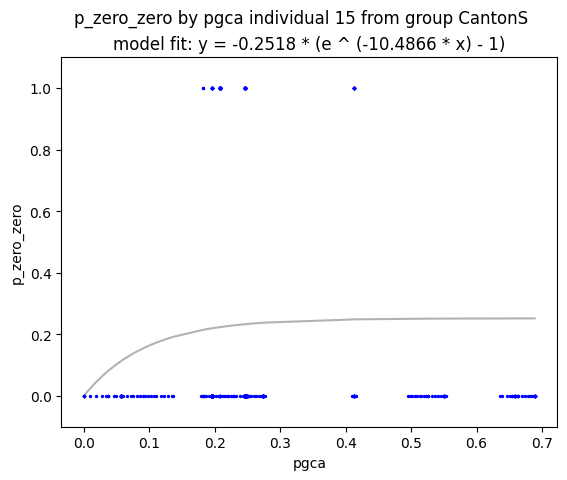 p_zero_zero by pgca individual 15 from group CantonS
model fit: y = -0.2518 * (e ^ (-10.4866 * x) - 1)
1.0
0.8
0.6
0.4
0.2
0.0
p_zero_zero
0.0 0.1 0.2 0.3 0.4 0.5 0.6 0.7
pgca